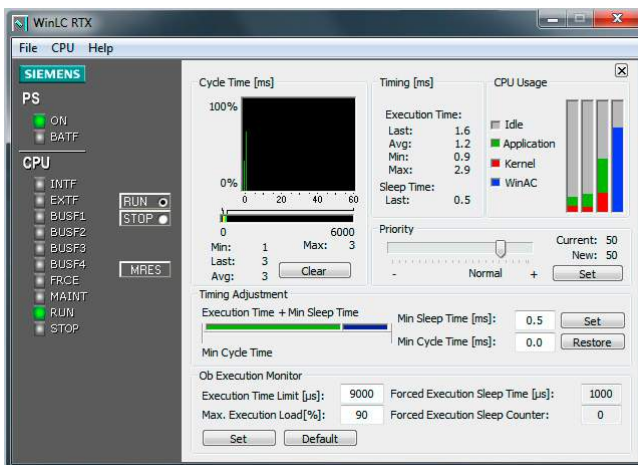 WinLC RTX
File CPU Help
SIEMENS
PS
ON
BATF
CPU
INTF
EXTF
BUSF1
BUSF2
BUSF3
BUSF4
FRCE
MAINT
RUN
STOP
RUN
STOP
MRES
Cycle Time [ms]
100%
0%
0 20 40 60
0 6000
Min: 1 Max: 3
Last: 3
Avg: 3 Clear
Timing [ms]
Execution Time:
Last: 1.6
Avg: 1.2
Min: 0.9
Max: 2.9
Sleep Time:
Last: 0.5
CPU Usage
Idle
Application
Kernel
WinAC
Priority
Current: 50
New: 50
- Normal + Set
Timing Adjustment
Execution Time + Min Sleep Time
Min Cycle Time
Min Sleep Time [ms]: 0.5 Set
Min Cycle Time [ms]: 0.0 Restore
Ob Execution Monitor
Execution Time Limit [µs]: 9000 Forced Execution Sleep Time [µs]: 1000
Max. Execution Load[%]: 90 Forced Execution Sleep Counter: 0
Set Default